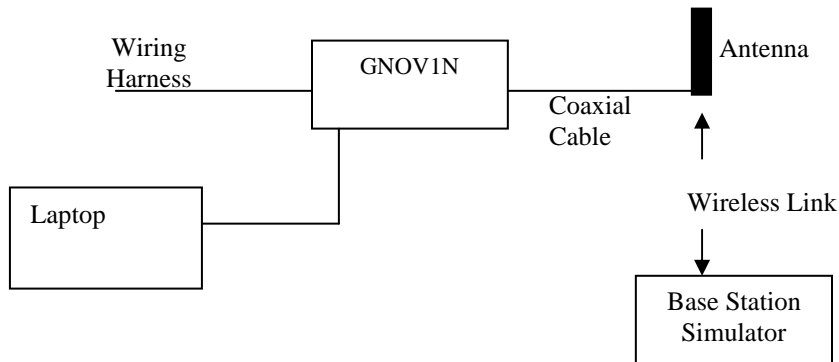 Wiring
Harness
GNOV1N
Antenna
Coaxial
Cable
Laptop
Wireless Link
Base Station
Simulator